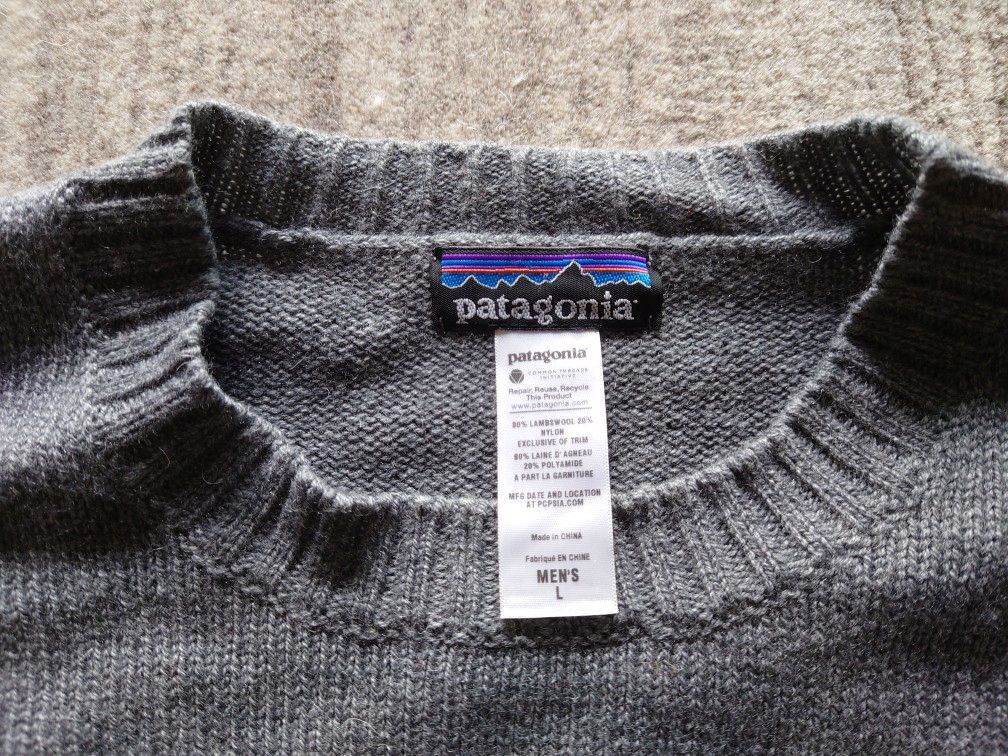 patagonia
patagonia
COMMON THREADS
INITIATIVE
Repair, Reuse, Recycle
This Product
www.patagonia.com
80% LAMBSWOOL 20%
NYLON
EXCLUSIVE OF TRIM
80% LAINE D'AGNEAU
20% POLYAMIDE
A PART LA GARNITURE
MFG DATE AND LOCATION
AT PCPSIA.COM
Made in CHINA
Fabriqué EN CHINE
MEN'S
L